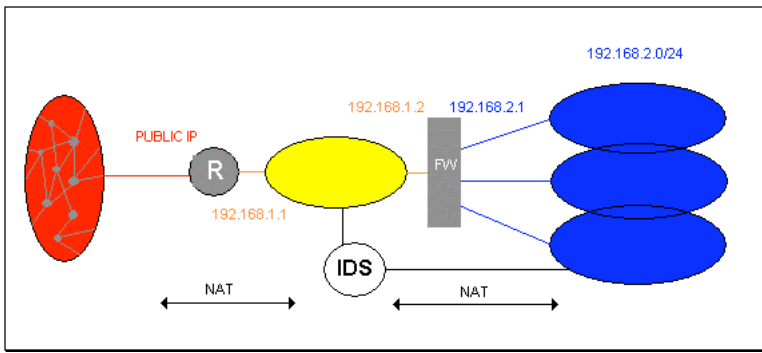 192.168.2.0/24
192.168.1.2
192.168.2.1
PUBLIC IP
R
FW
192.168.1.1
IDS
NAT
NAT